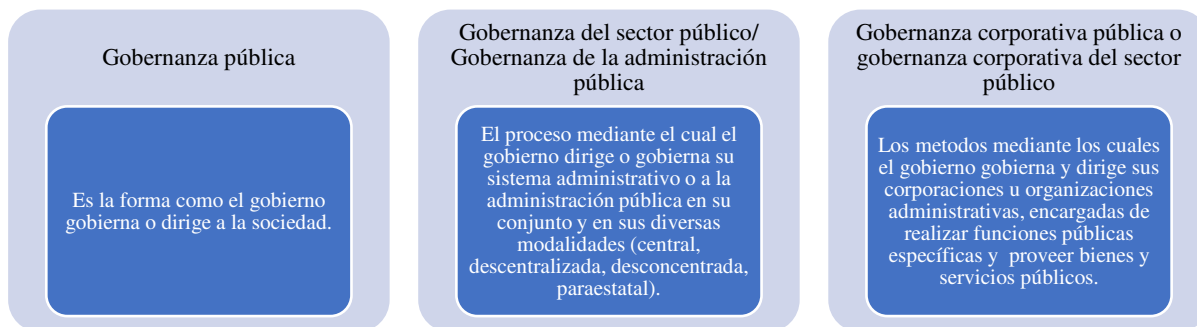 Gobernanza pública
Es la forma como el gobierno
gobierna o dirige a la sociedad.
Gobernanza del sector público/
Gobernanza de la administración
pública
El proceso mediante el cual el
gobierno dirige o gobierna su
sistema administrativo o a la
administración pública en su
conjunto y en sus diversas
modalidades (central,
descentralizada, desconcentrada,
paraestatal).
Gobernanza corporativa pública o
gobernanza corporativa del sector
público
Los metodos mediante los cuales
el gobierno gobierna y dirige sus
corporaciones u organizaciones
administrativas, encargadas de
realizar funciones públicas
específicas y proveer bienes y
servicios públicos.